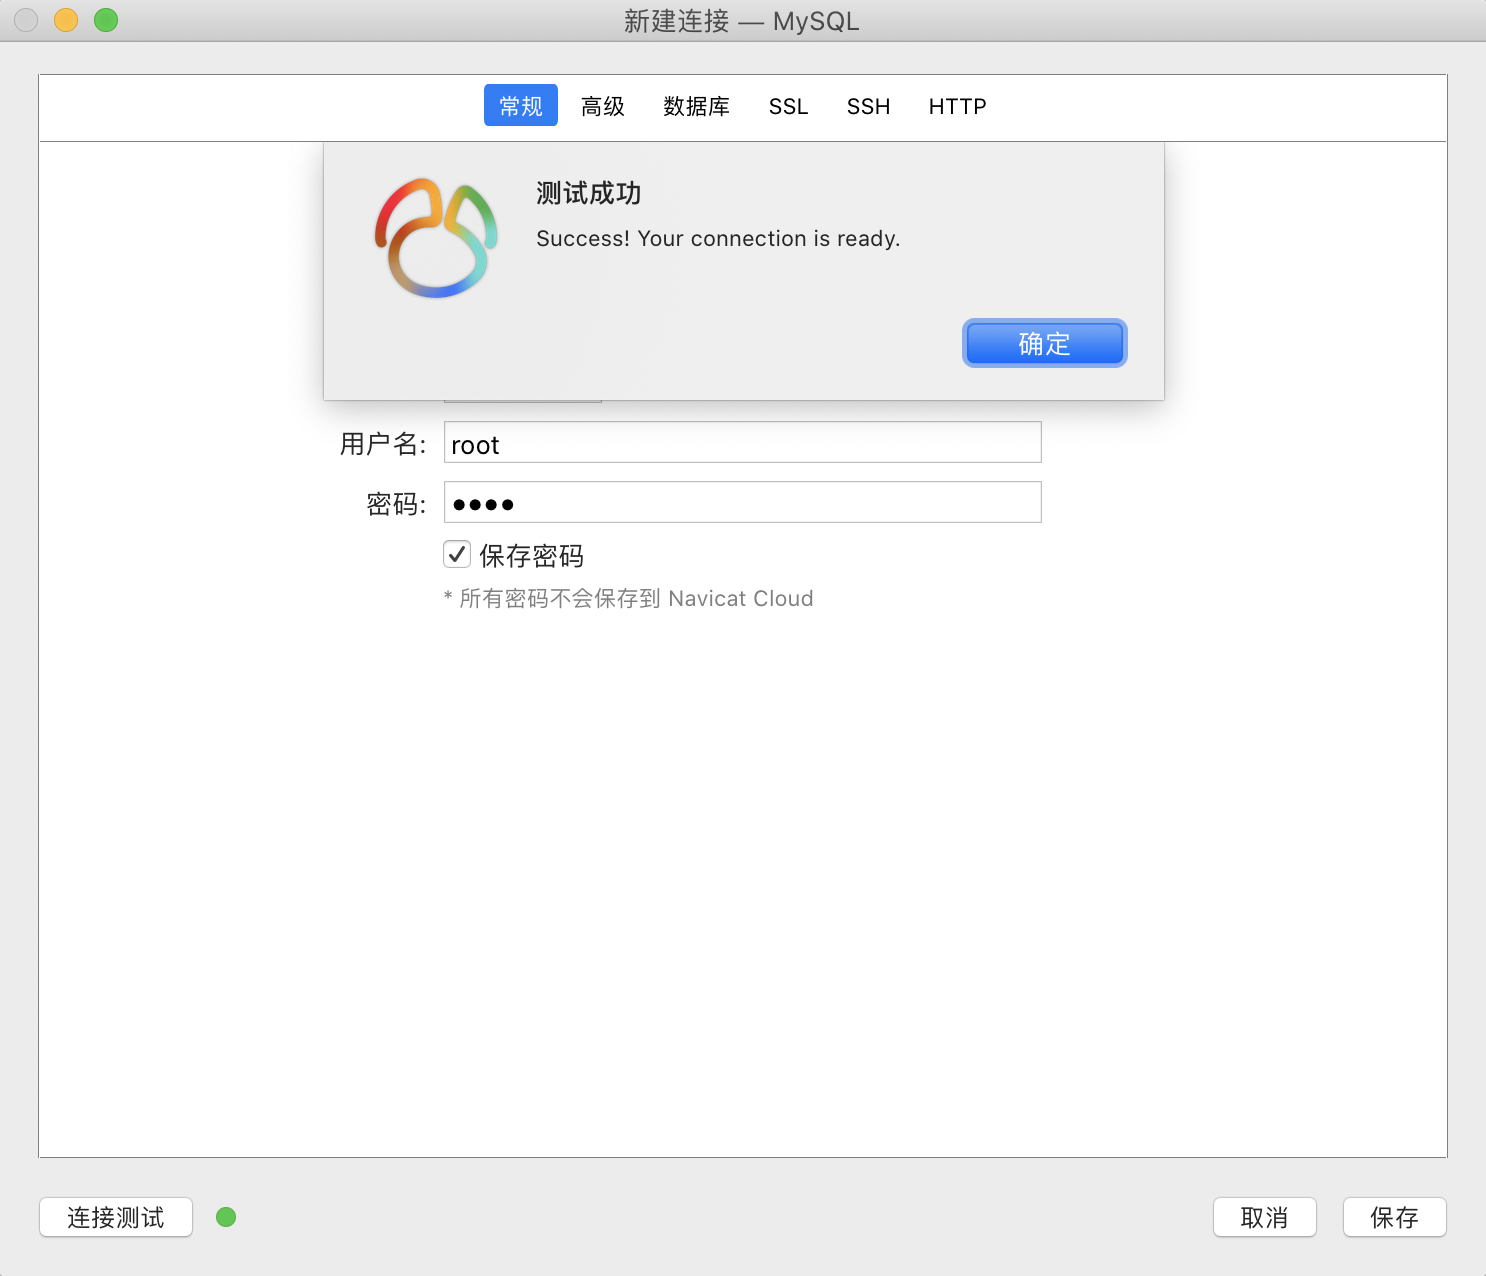 新建连接 — MySQL
常规 高级 数据库 SSL SSH HTTP
测试成功
Success! Your connection is ready.
确定
用户名: root
密码: ●●●●
保存密码
* 所有密码不会保存到 Navicat Cloud
连接测试 取消 保存